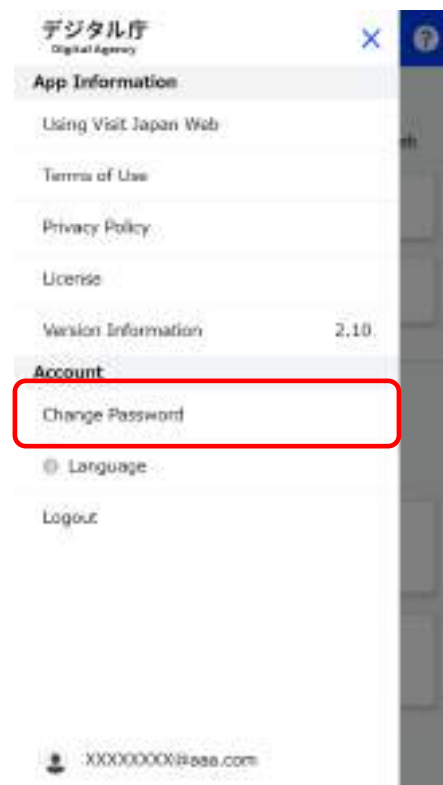 デジタル庁
Digital Agency
App Information
Using Visit Japan Web
Terms of Use
Privacy Policy
License
Version Information 2.10
Account
Change Password
Language
Logout
XXXXXXXX@aaa.com